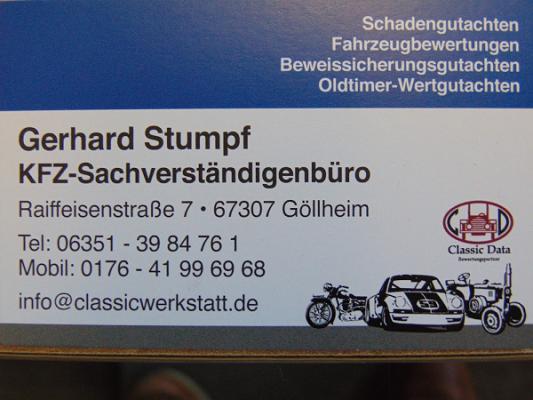 Schadengutachten
Fahrzeugbewertungen
Beweissicherungsgutachten
Oldtimer-Wertgutachten
Gerhard Stumpf
KFZ-Sachverständigenbüro
Raiffeisenstraße 7 • 67307 Göllheim
Tel: 06351 - 39 84 76 1
Mobil: 0176 - 41 99 69 68
info@classicwerkstatt.de
C D
Classic Data
Bewertungspartner